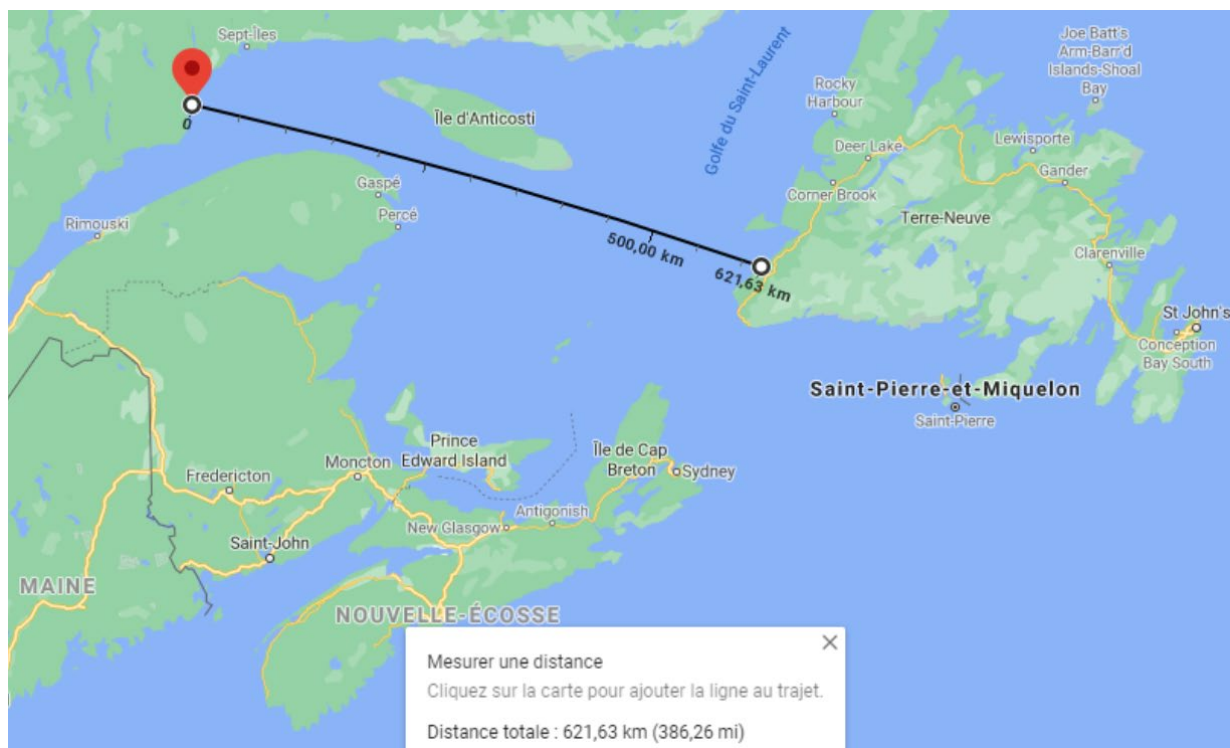 Sept-Îles
Joe Batt's
Arm-Barr'd
Islands-Shoal
Bay
Rocky
Harbour
Golfe du Saint-Laurent
0
Île d'Anticosti
Lewisporte
Deer Lake
Gander
Gaspé
Corner Brook
Percé
Terre-Neuve
Rimouski
500,00 km
Clarenville
621,63 km
St John's
Conception
Bay South
Saint-Pierre-et-Miquelon
Saint-Pierre
Prince
Edward Island
Île de Cap
Breton
Moncton
Sydney
Fredericton
Antigonish
New Glasgow
Saint-John
MAINE
NOUVELLE-ÉCOSSE
Mesurer une distance
Cliquez sur la carte pour ajouter la ligne au trajet.
Distance totale : 621,63 km (386,26 mi)